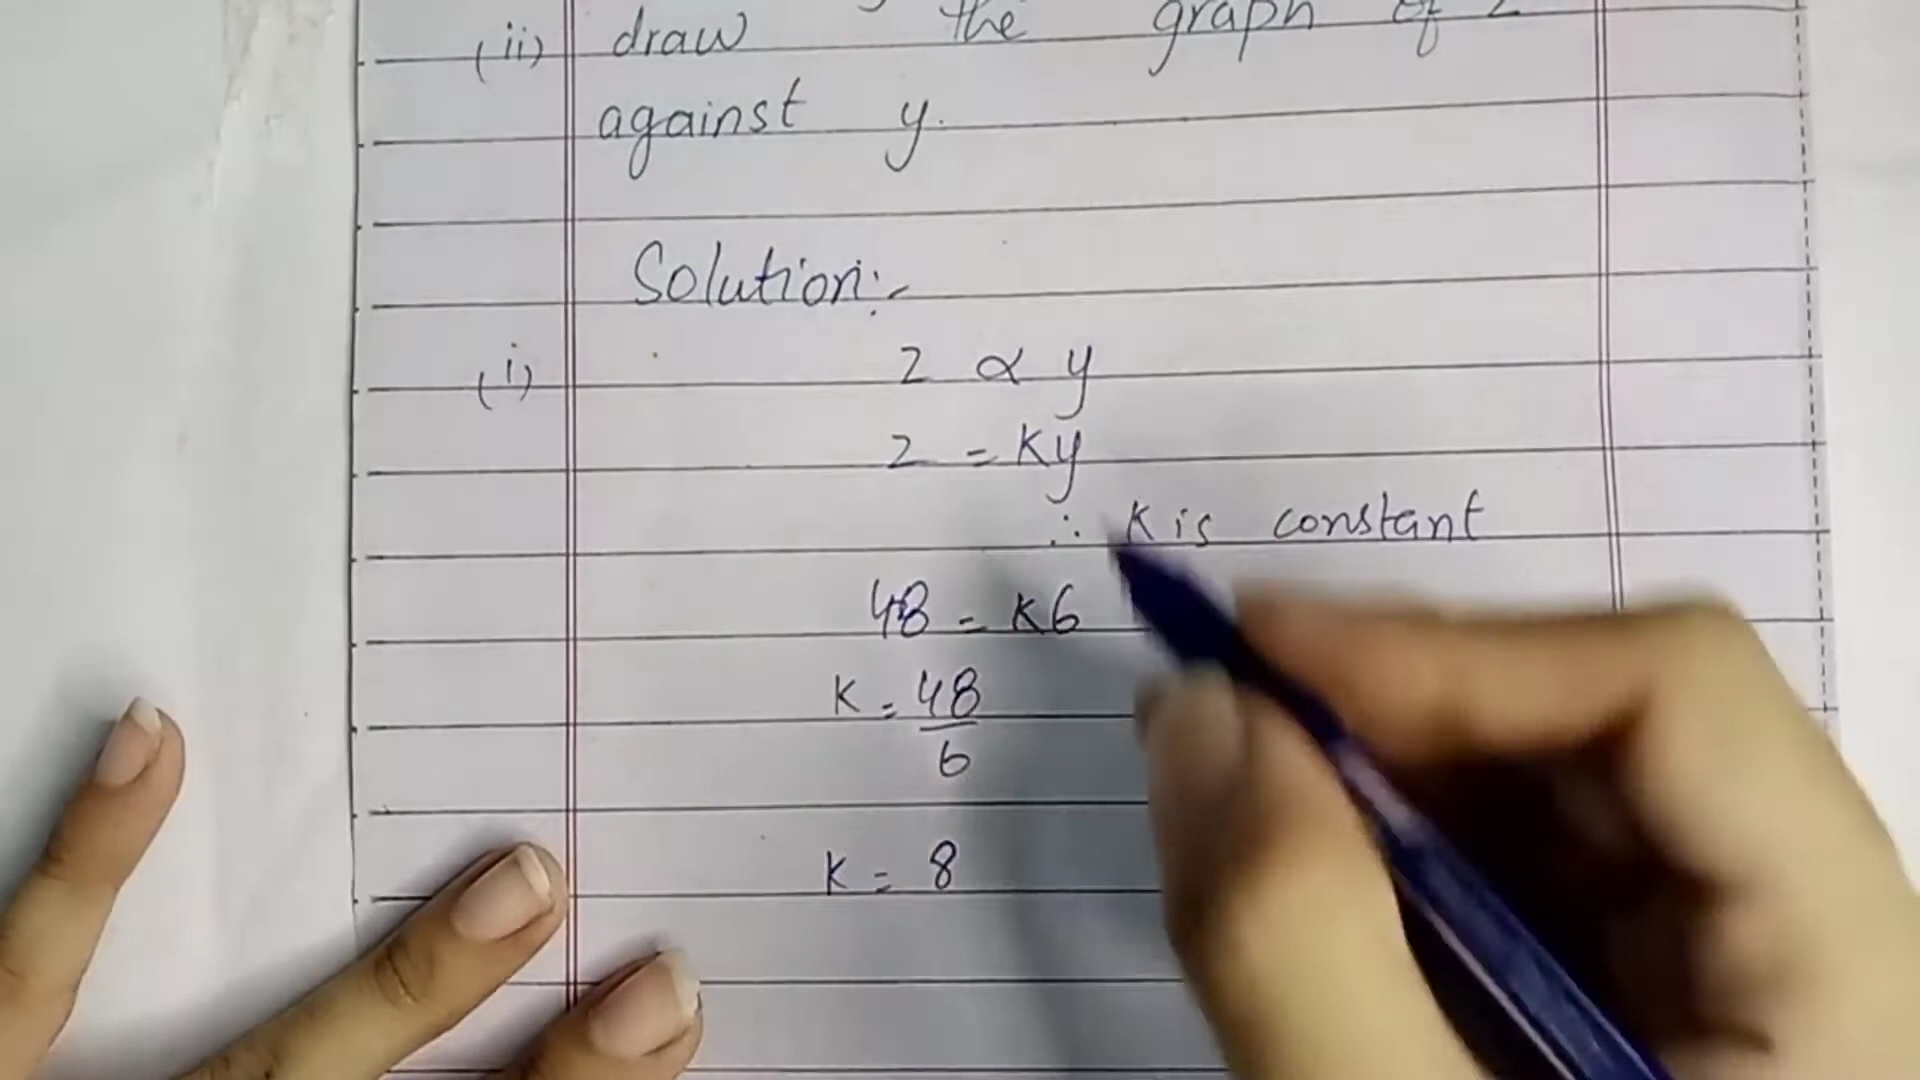 (ii) draw the graph of z
against y.
Solution:-
(i) z ∝ y
z = Ky
∴ K is constant
48 = K6
K = 48/6
K = 8